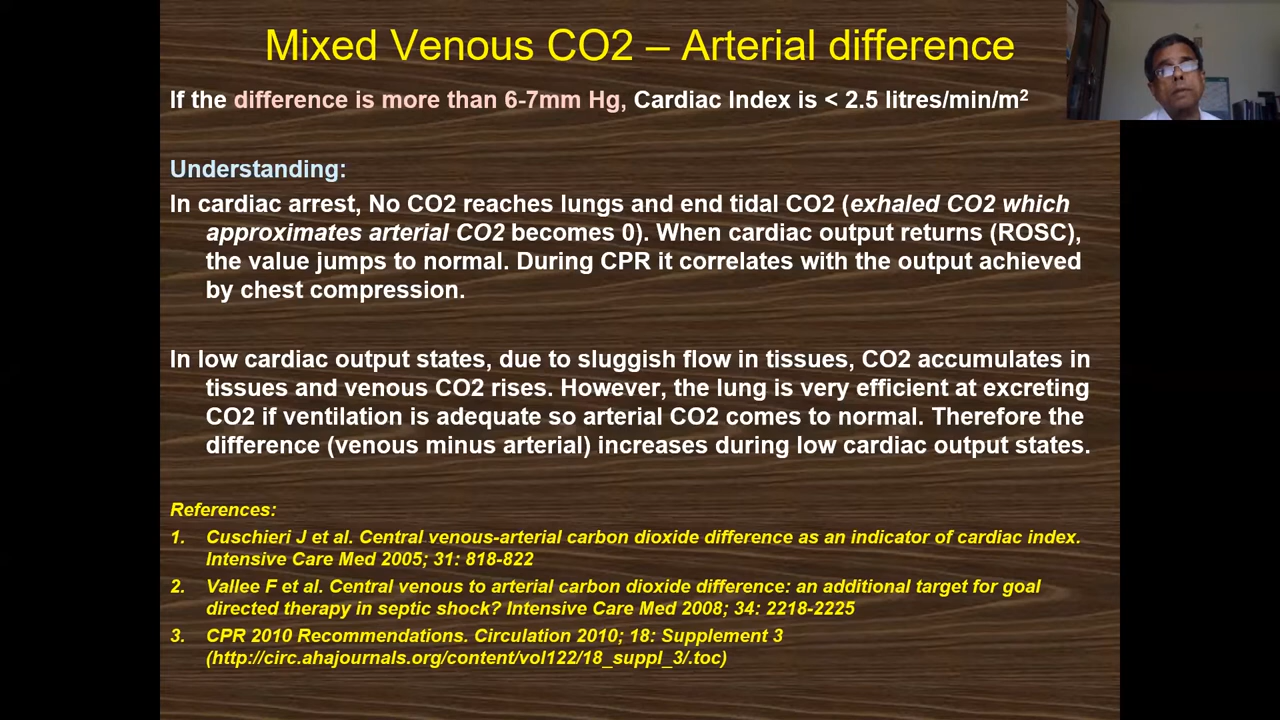 Mixed Venous CO2 – Arterial difference
If the difference is more than 6-7mm Hg, Cardiac Index is < 2.5 litres/min/m²
Understanding:
In cardiac arrest, No CO2 reaches lungs and end tidal CO2 (exhaled CO2 which
approximates arterial CO2 becomes 0). When cardiac output returns (ROSC),
the value jumps to normal. During CPR it correlates with the output achieved
by chest compression.
In low cardiac output states, due to sluggish flow in tissues, CO2 accumulates in
tissues and venous CO2 rises. However, the lung is very efficient at excreting
CO2 if ventilation is adequate so arterial CO2 comes to normal. Therefore the
difference (venous minus arterial) increases during low cardiac output states.
References:
1. Cuschieri J et al. Central venous-arterial carbon dioxide difference as an indicator of cardiac index.
Intensive Care Med 2005; 31: 818-822
2. Vallee F et al. Central venous to arterial carbon dioxide difference: an additional target for goal
directed therapy in septic shock? Intensive Care Med 2008; 34: 2218-2225
3. CPR 2010 Recommendations. Circulation 2010; 18: Supplement 3
(http://circ.ahajournals.org/content/vol122/18_suppl_3/.toc)